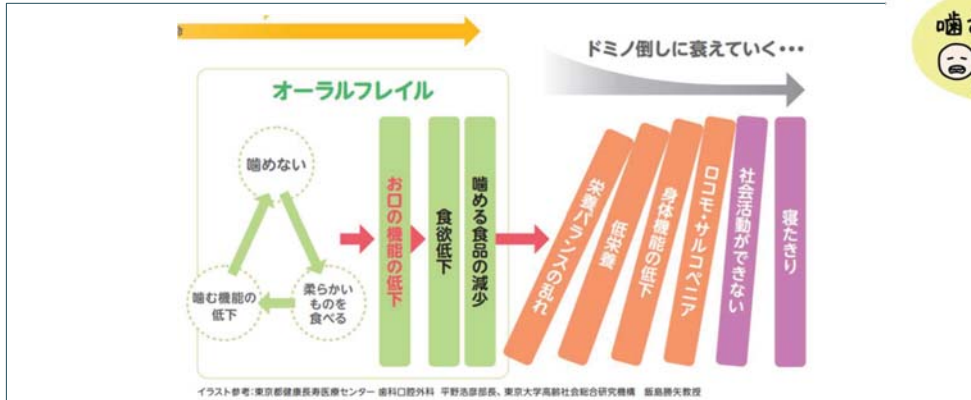 噛
ドミノ倒しに衰えていく・・・
オーラルフレイル
噛めない
柔らかい
ものを
食べる
噛む機能の
低下
お口の機能の低下
食欲低下
噛める食品の減少
栄養バランスの乱れ
低栄養
身体機能の低下
ロコモ・サルコペニア
社会活動ができない
寝たきり
イラスト参考:東京都健康長寿医療センター 歯科口腔外科 平野浩彦部長、東京大学高齢社会総合研究機構 飯島勝矢教授